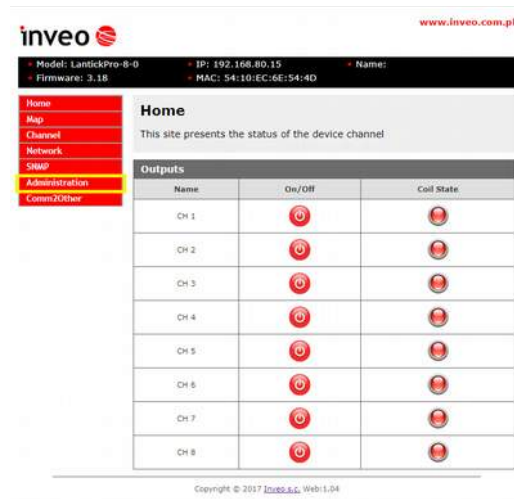 www.inveo.com.pl
inveo
Model: LantickPro-8-0 IP: 192.168.80.15 Name:
Firmware: 3.18 MAC: 54:10:EC:6E:54:4D
Home
Map
Channel
Network
SNMP
Administration
Comm2Other
Home
This site presents the status of the device channel
Outputs
Name On/Off Coil State
CH 1
CH 2
CH 3
CH 4
CH 5
CH 6
CH 7
CH 8
Copyright © 2017 Inveo s.c. Web:1.04